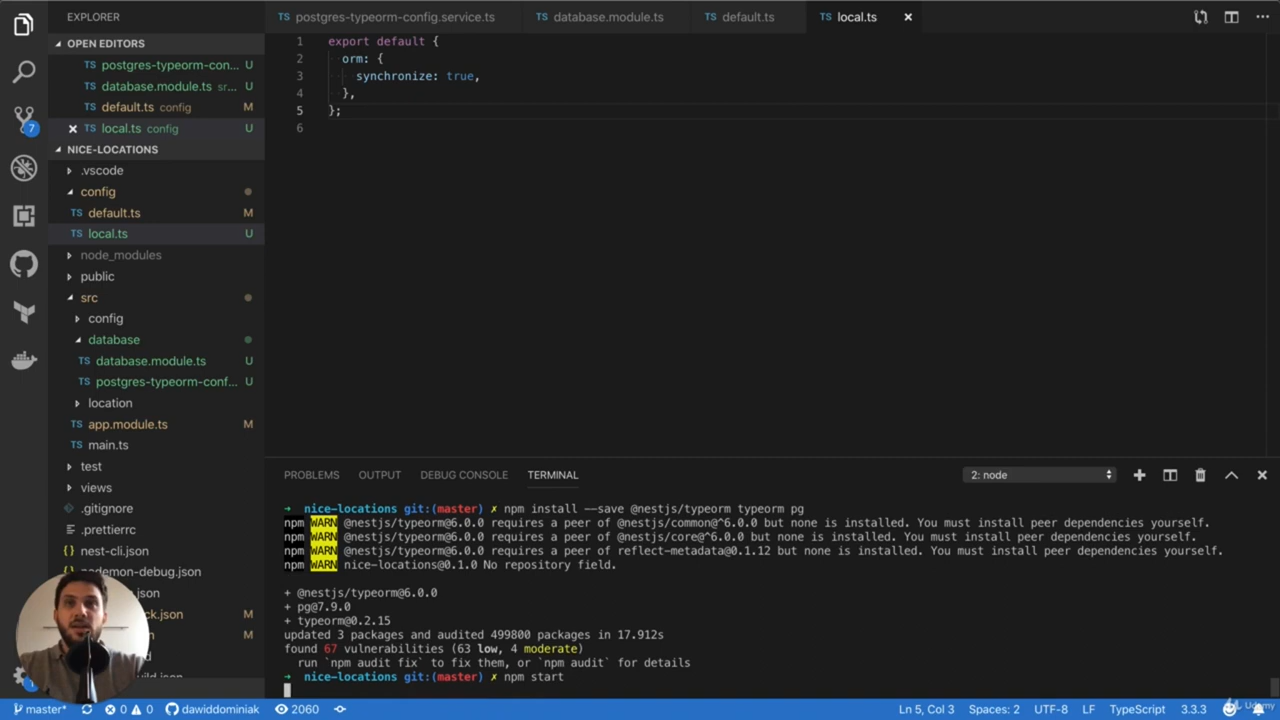 EXPLORER
OPEN EDITORS
TS postgres-typeorm-con... U
TS database.module.ts sr... U
TS default.ts config M
TS local.ts config U
NICE-LOCATIONS
.vscode
config
TS default.ts M
TS local.ts U
node_modules
public
src
config
database
TS database.module.ts U
TS postgres-typeorm-conf... U
location
TS app.module.ts M
TS main.ts
test
views
.gitignore
.prettierrc
nest-cli.json
nodemon-debug.json
.json
ck.json M
M
7
TS postgres-typeorm-config.service.ts
TS database.module.ts
TS default.ts
TS local.ts
1 export default {
2 orm: {
3 synchronize: true,
4 },
5 };
6
PROBLEMS OUTPUT DEBUG CONSOLE TERMINAL 2: node
nice-locations git:(master) ✗ npm install --save @nestjs/typeorm typeorm pg
npm WARN @nestjs/typeorm@6.0.0 requires a peer of @nestjs/common@^6.0.0 but none is installed. You must install peer dependencies yourself.
npm WARN @nestjs/typeorm@6.0.0 requires a peer of @nestjs/core@^6.0.0 but none is installed. You must install peer dependencies yourself.
npm WARN @nestjs/typeorm@6.0.0 requires a peer of reflect-metadata@0.1.12 but none is installed. You must install peer dependencies yourself.
npm WARN nice-locations@0.1.0 No repository field.
+ @nestjs/typeorm@6.0.0
+ pg@7.9.0
+ typeorm@0.2.15
updated 3 packages and audited 499800 packages in 17.912s
found 67 vulnerabilities (63 low, 4 moderate)
run `npm audit fix` to fix them, or `npm audit` for details
nice-locations git:(master) ✗ npm start
master* 0 0 dawiddominiak 2060 Ln 5, Col 3 Spaces: 2 UTF-8 LF TypeScript 3.3.3
Udemy